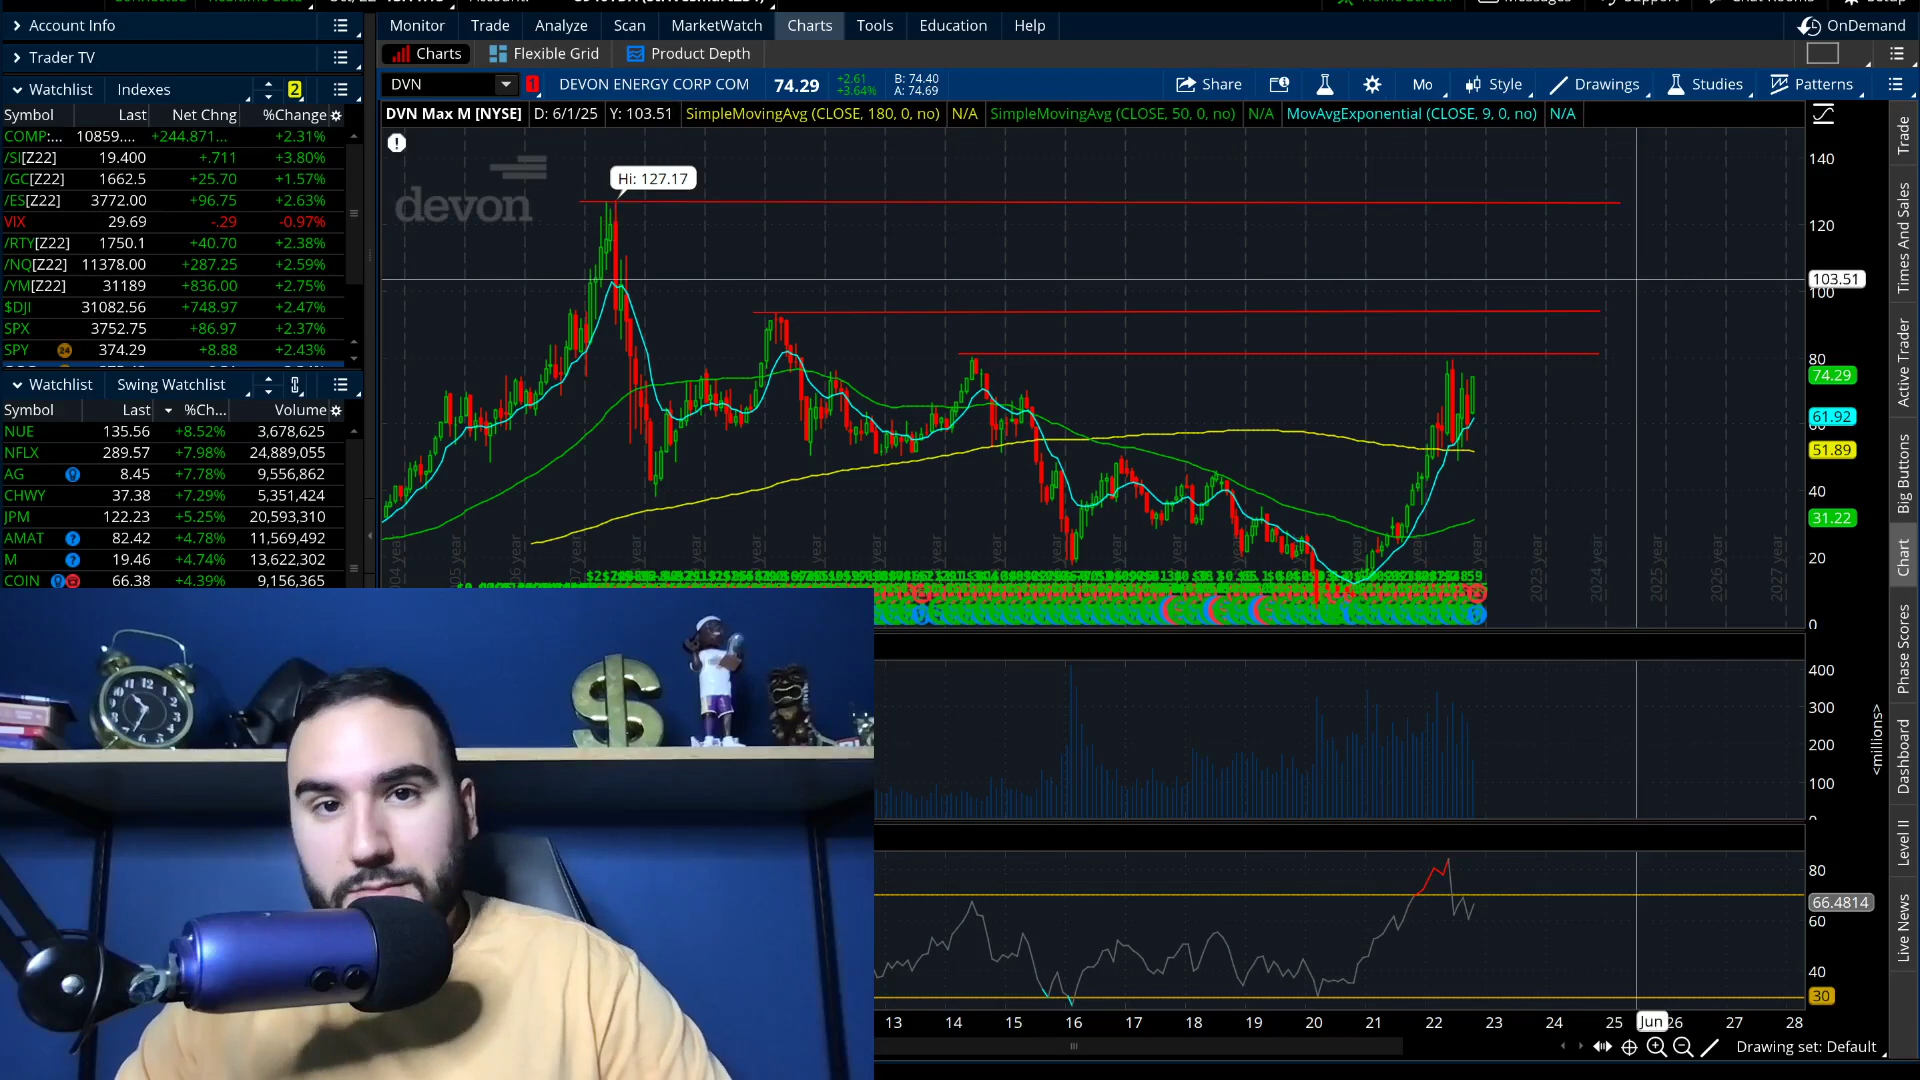 Account Info
Monitor Trade Analyze Scan MarketWatch Charts Tools Education Help OnDemand
Trader TV
Charts Flexible Grid Product Depth
Watchlist Indexes 2
DVN 1 DEVON ENERGY CORP COM 74.29 +2.61 +3.64% B: 74.40 A: 74.69 Share Mo Style Drawings Studies Patterns
Symbol Last Net Chng %Change
DVN Max M [NYSE] D: 6/1/25 Y: 103.51 SimpleMovingAvg (CLOSE, 180, 0, no) N/A SimpleMovingAvg (CLOSE, 50, 0, no) N/A MovAvgExponential (CLOSE, 9, 0, no) N/A
COMP:... 10859.... +244.871... +2.31%
/SI[Z22] 19.400 +.711 +3.80%
/GC[Z22] 1662.5 +25.70 +1.57%
/ES[Z22] 3772.00 +96.75 +2.63%
VIX 29.69 -.29 -0.97%
/RTY[Z22] 1750.1 +40.70 +2.38%
/NQ[Z22] 11378.00 +287.25 +2.59%
/YM[Z22] 31189 +836.00 +2.75%
$DJI 31082.56 +748.97 +2.47%
SPX 3752.75 +86.97 +2.37%
SPY 24 374.29 +8.88 +2.43%
Watchlist Swing Watchlist
Symbol Last %Ch... Volume
NUE 135.56 +8.52% 3,678,625
NFLX 289.57 +7.98% 24,889,055
AG 8.45 +7.78% 9,556,862
CHWY 37.38 +7.29% 5,351,424
JPM 122.23 +5.25% 20,593,310
AMAT 82.42 +4.78% 11,569,492
M 19.46 +4.74% 13,622,302
COIN 66.38 +4.39% 9,156,365
devon
Hi: 127.17
140
120
103.51
100
80
74.29
61.92
51.89
40
31.22
20
0
2023 year
2024 year
2025 year
2026 year
2027 year
400
300
200
100
<millions>
80
66.4814
60
40
30
13 14 15 16 17 18 19 20 21 22 23 24 25 Jun 26 27 28
Drawing set: Default
Trade
Times And Sales
Active Trader
Big Buttons
Chart
Phase Scores
Dashboard
Level II
Live News